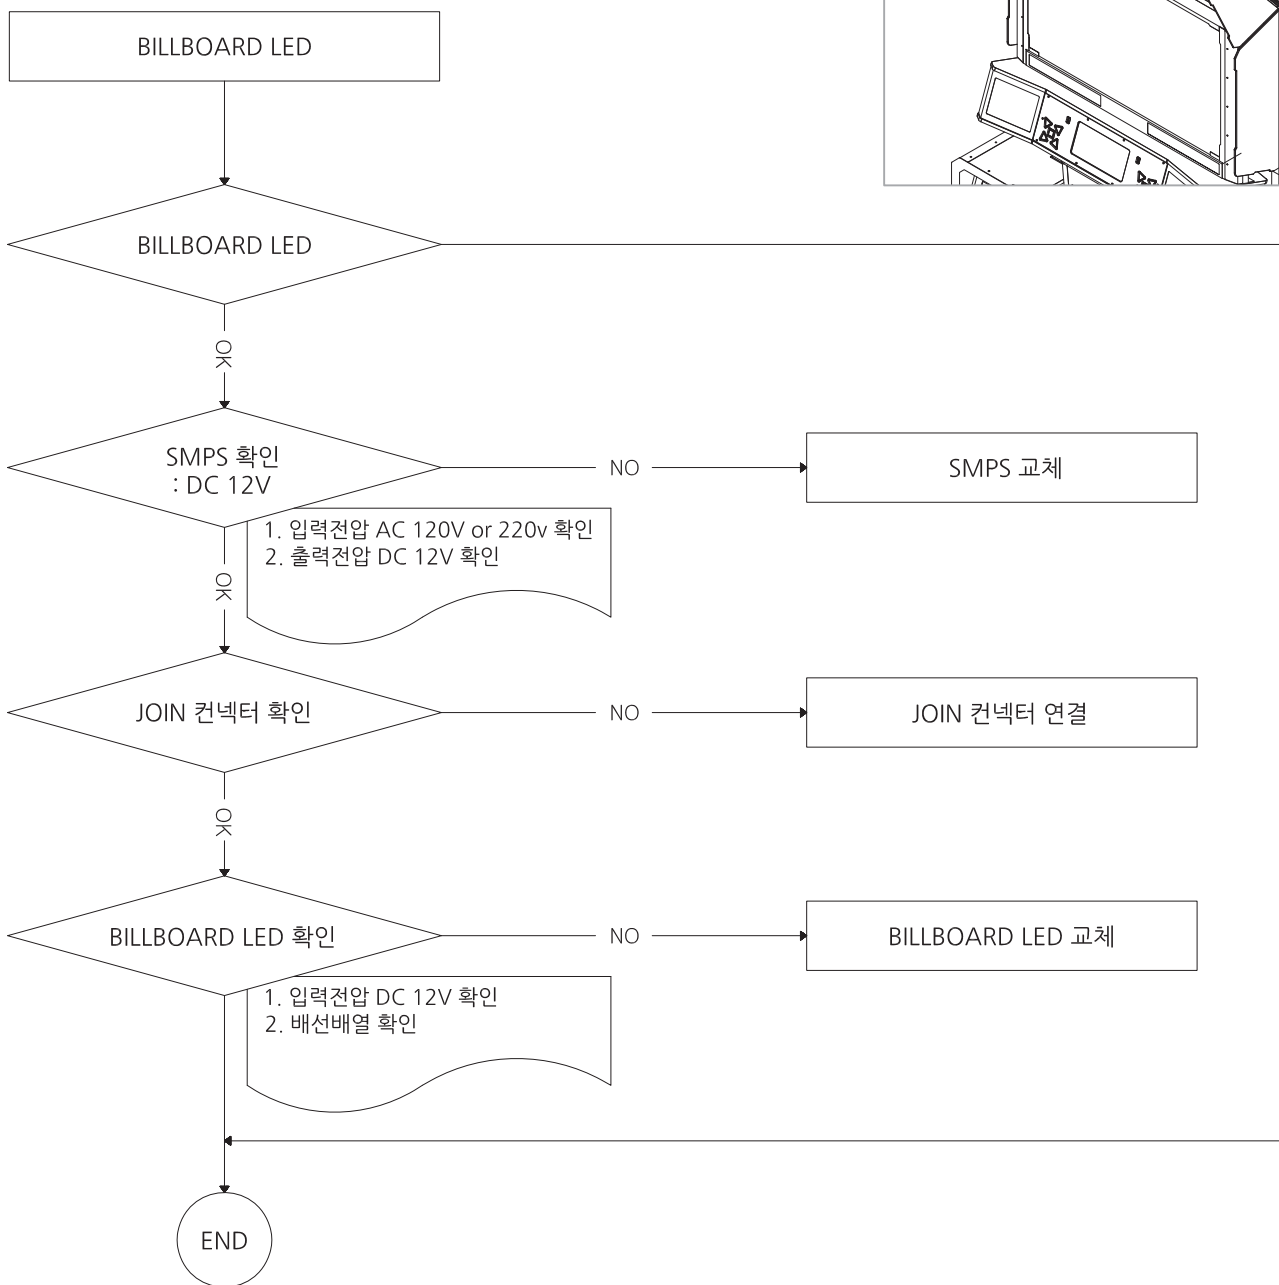 BILLBOARD LED
BILLBOARD LED
OK
SMPS 확인
: DC 12V
NO
SMPS 교체
1. 입력전압 AC 120V or 220v 확인
2. 출력전압 DC 12V 확인
OK
JOIN 컨넥터 확인
NO
JOIN 컨넥터 연결
OK
BILLBOARD LED 확인
NO
BILLBOARD LED 교체
1. 입력전압 DC 12V 확인
2. 배선배열 확인
END